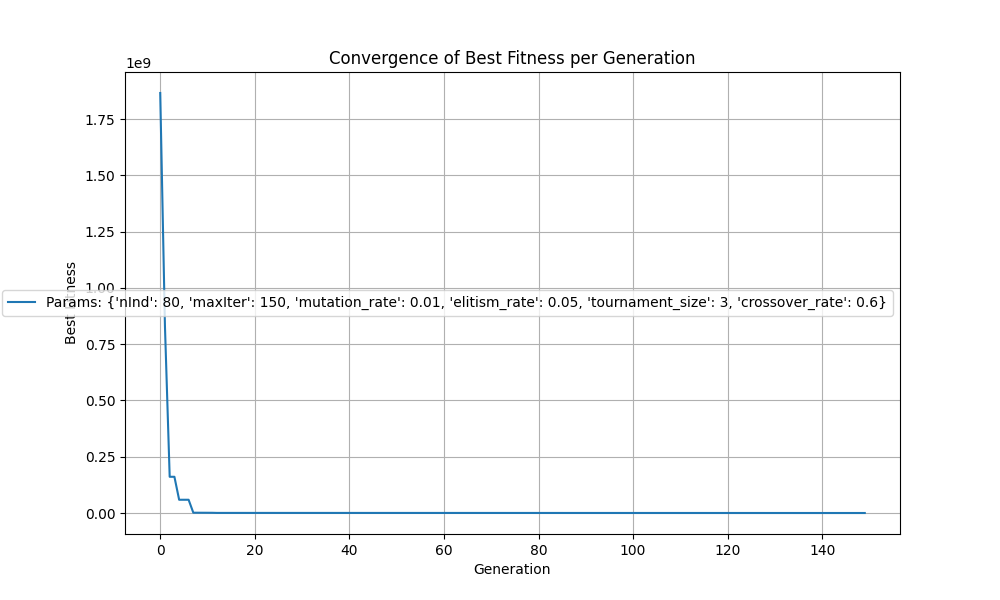 Convergence of Best Fitness per Generation
1e9
1.75
1.50
1.25
1.00
0.75
0.50
0.25
0.00
Best Fitness
Params: {'nInd': 80, 'maxIter': 150, 'mutation_rate': 0.01, 'elitism_rate': 0.05, 'tournament_size': 3, 'crossover_rate': 0.6}
0 20 40 60 80 100 120 140
Generation